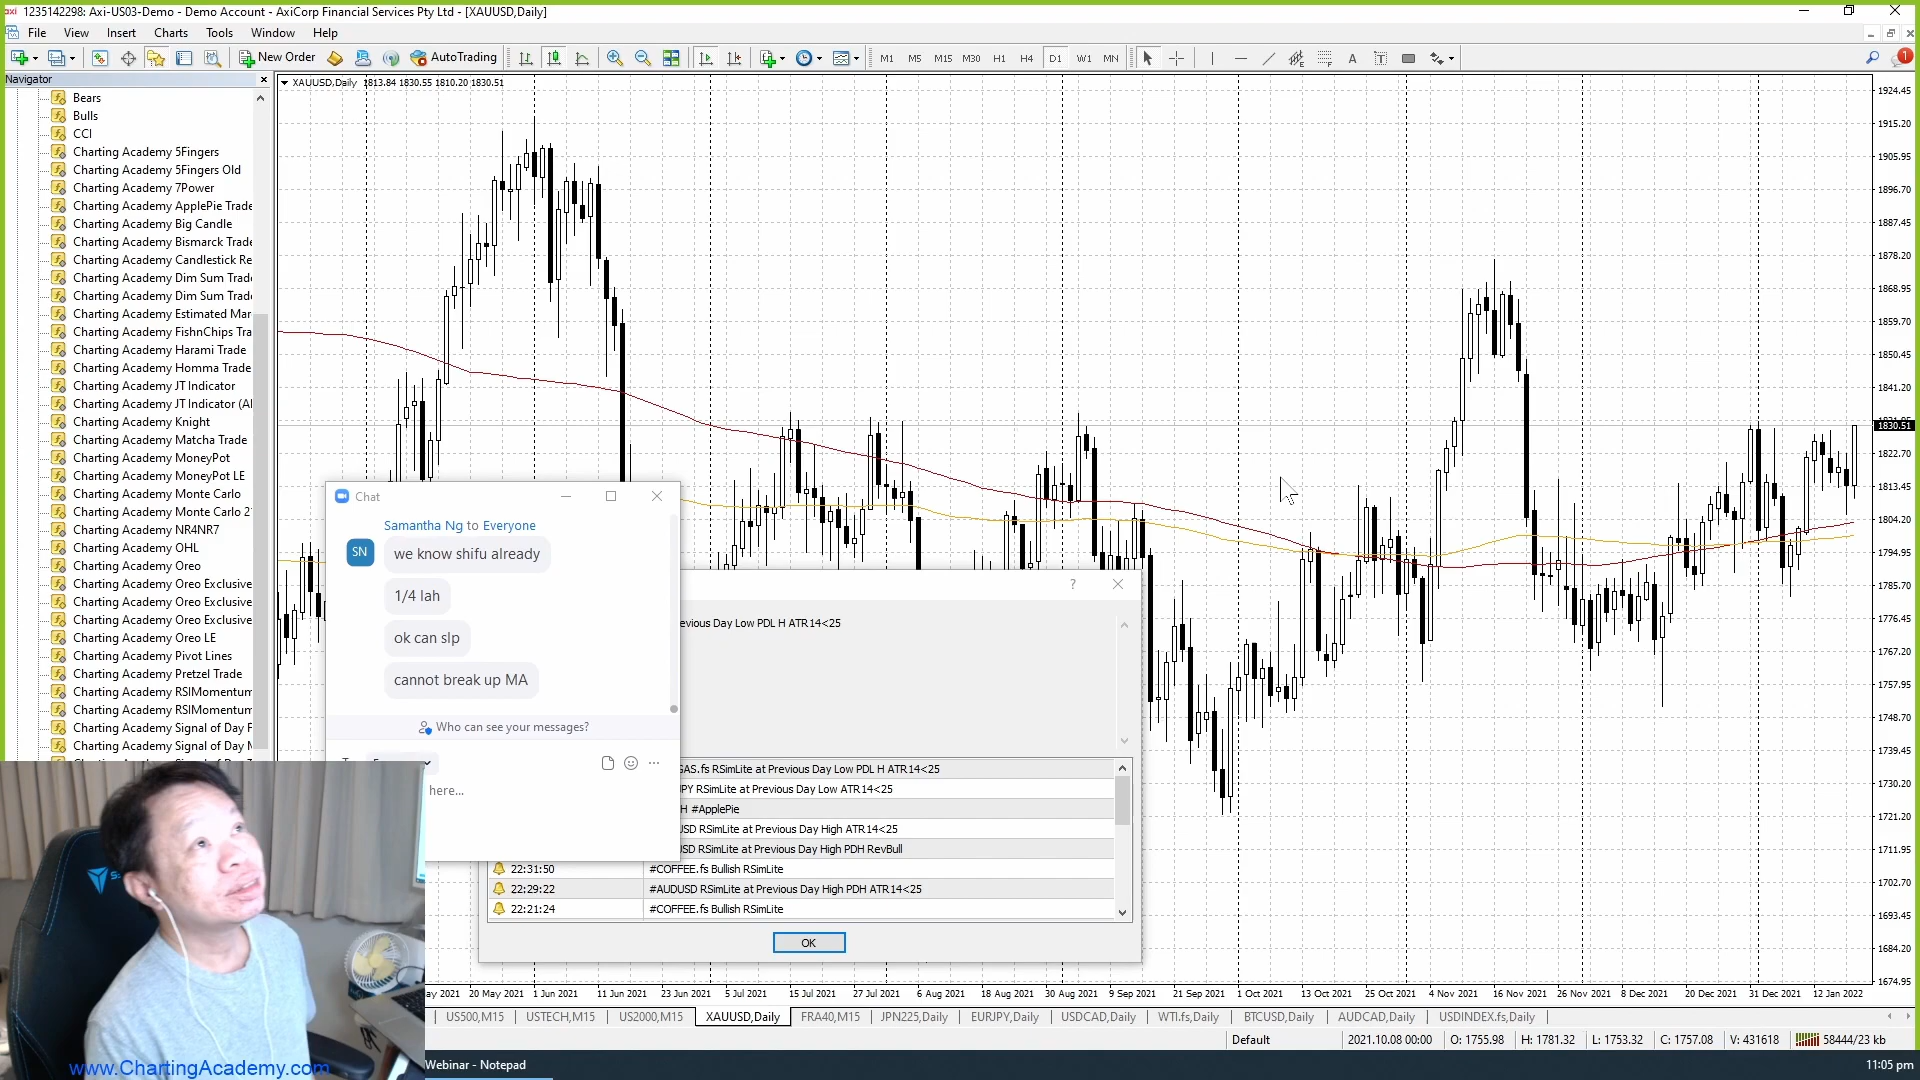 axi 1235142298: Axi-US03-Demo - Demo Account - AxiCorp Financial Services Pty Ltd - [XAUUSD,Daily]
File View Insert Charts Tools Window Help
New Order AutoTrading M1 M5 M15 M30 H1 H4 D1 W1 MN A T 1
Navigator
Bears
Bulls
CCI
Charting Academy 5Fingers
Charting Academy 5Fingers Old
Charting Academy 7Power
Charting Academy ApplePie Trade
Charting Academy Big Candle
Charting Academy Bismarck Trade
Charting Academy Candlestick Re
Charting Academy Dim Sum Trade
Charting Academy Dim Sum Trade
Charting Academy Estimated Mar
Charting Academy FishnChips Tra
Charting Academy Harami Trade
Charting Academy Homma Trade
Charting Academy JT Indicator
Charting Academy JT Indicator (Al
Charting Academy Knight
Charting Academy Matcha Trade
Charting Academy MoneyPot
Charting Academy MoneyPot LE
Charting Academy Monte Carlo
Charting Academy Monte Carlo 2
Charting Academy NR4NR7
Charting Academy OHL
Charting Academy Oreo
Charting Academy Oreo Exclusive
Charting Academy Oreo Exclusive
Charting Academy Oreo Exclusive
Charting Academy Oreo LE
Charting Academy Pivot Lines
Charting Academy Pretzel Trade
Charting Academy RSIMomentum
Charting Academy RSIMomentum
Charting Academy Signal of Day F
Charting Academy Signal of Day M
XAUUSD,Daily 1813.84 1830.55 1810.20 1830.51
1924.45
1915.20
1905.95
1896.70
1887.45
1878.20
1868.95
1859.70
1850.45
1841.20
1830.51
1822.70
1813.45
1804.20
1794.95
1785.70
1776.45
1767.20
1757.95
1748.70
1739.45
1730.20
1721.20
1711.95
1702.70
1693.45
1684.20
1674.95
Chat
Samantha Ng to Everyone
SN
we know shifu already
1/4 lah
ok can slp
cannot break up MA
Who can see your messages?
here...
?
evious Day Low PDL H ATR14<25
GAS.fs RSimLite at Previous Day Low PDL H ATR14<25
PY RSimLite at Previous Day Low ATR14<25
H #ApplePie
USD RSimLite at Previous Day High ATR14<25
USD RSimLite at Previous Day High PDH RevBull
22:31:50 #COFFEE.fs Bullish RSimLite
22:29:22 #AUDUSD RSimLite at Previous Day High PDH ATR14<25
22:21:24 #COFFEE.fs Bullish RSimLite
OK
ay 2021 20 May 2021 1 Jun 2021 11 Jun 2021 23 Jun 2021 5 Jul 2021 15 Jul 2021 27 Jul 2021 6 Aug 2021 18 Aug 2021 30 Aug 2021 9 Sep 2021 21 Sep 2021 1 Oct 2021 13 Oct 2021 25 Oct 2021 4 Nov 2021 16 Nov 2021 26 Nov 2021 8 Dec 2021 20 Dec 2021 31 Dec 2021 12 Jan 2022
US500,M15 USTECH,M15 US2000,M15 XAUUSD,Daily FRA40,M15 JPN225,Daily EURJPY,Daily USDCAD,Daily WTI.fs,Daily BTCUSD,Daily AUDCAD,Daily USDINDEX.fs,Daily
Default 2021.10.08 00:00 O: 1755.98 H: 1781.32 L: 1753.32 C: 1757.08 V: 431618 58444/23 kb
www.ChartingAcademy.com
Webinar - Notepad
11:05 pm